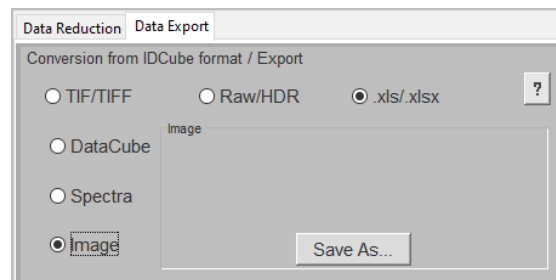 Data Reduction Data Export
Conversion from IDCube format / Export
TIF/TIFF Raw/HDR .xls/.xlsx ?
Image
DataCube
Spectra
Image
Save As...